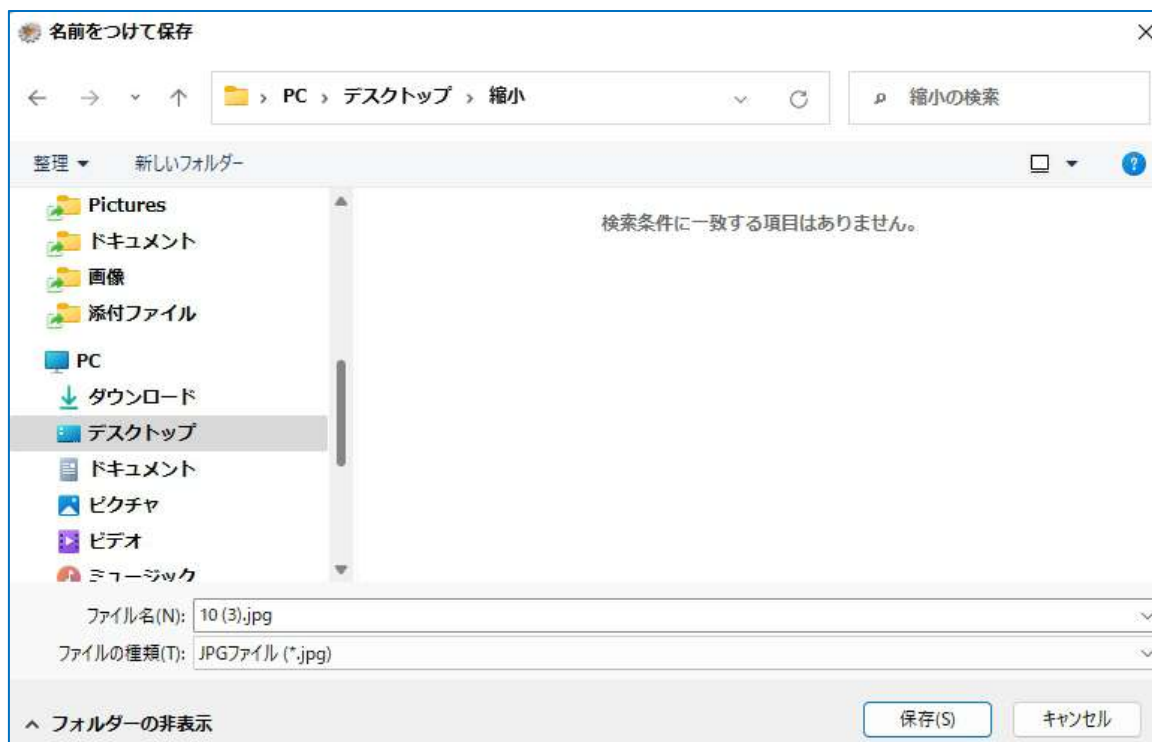 名前をつけて保存
PC › デスクトップ › 縮小
縮小の検索
整理
新しいフォルダー
Pictures
ドキュメント
画像
添付ファイル
PC
ダウンロード
デスクトップ
ドキュメント
ピクチャ
ビデオ
ミュージック
検索条件に一致する項目はありません。
ファイル名(N): 10 (3).jpg
ファイルの種類(T): JPGファイル (*.jpg)
フォルダーの非表示
保存(S)
キャンセル